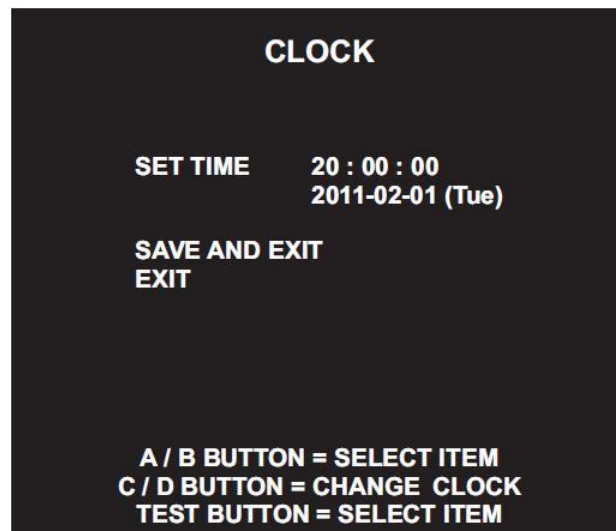 CLOCK
SET TIME 20 : 00 : 00
2011-02-01 (Tue)
SAVE AND EXIT
EXIT
A / B BUTTON = SELECT ITEM
C / D BUTTON = CHANGE CLOCK
TEST BUTTON = SELECT ITEM